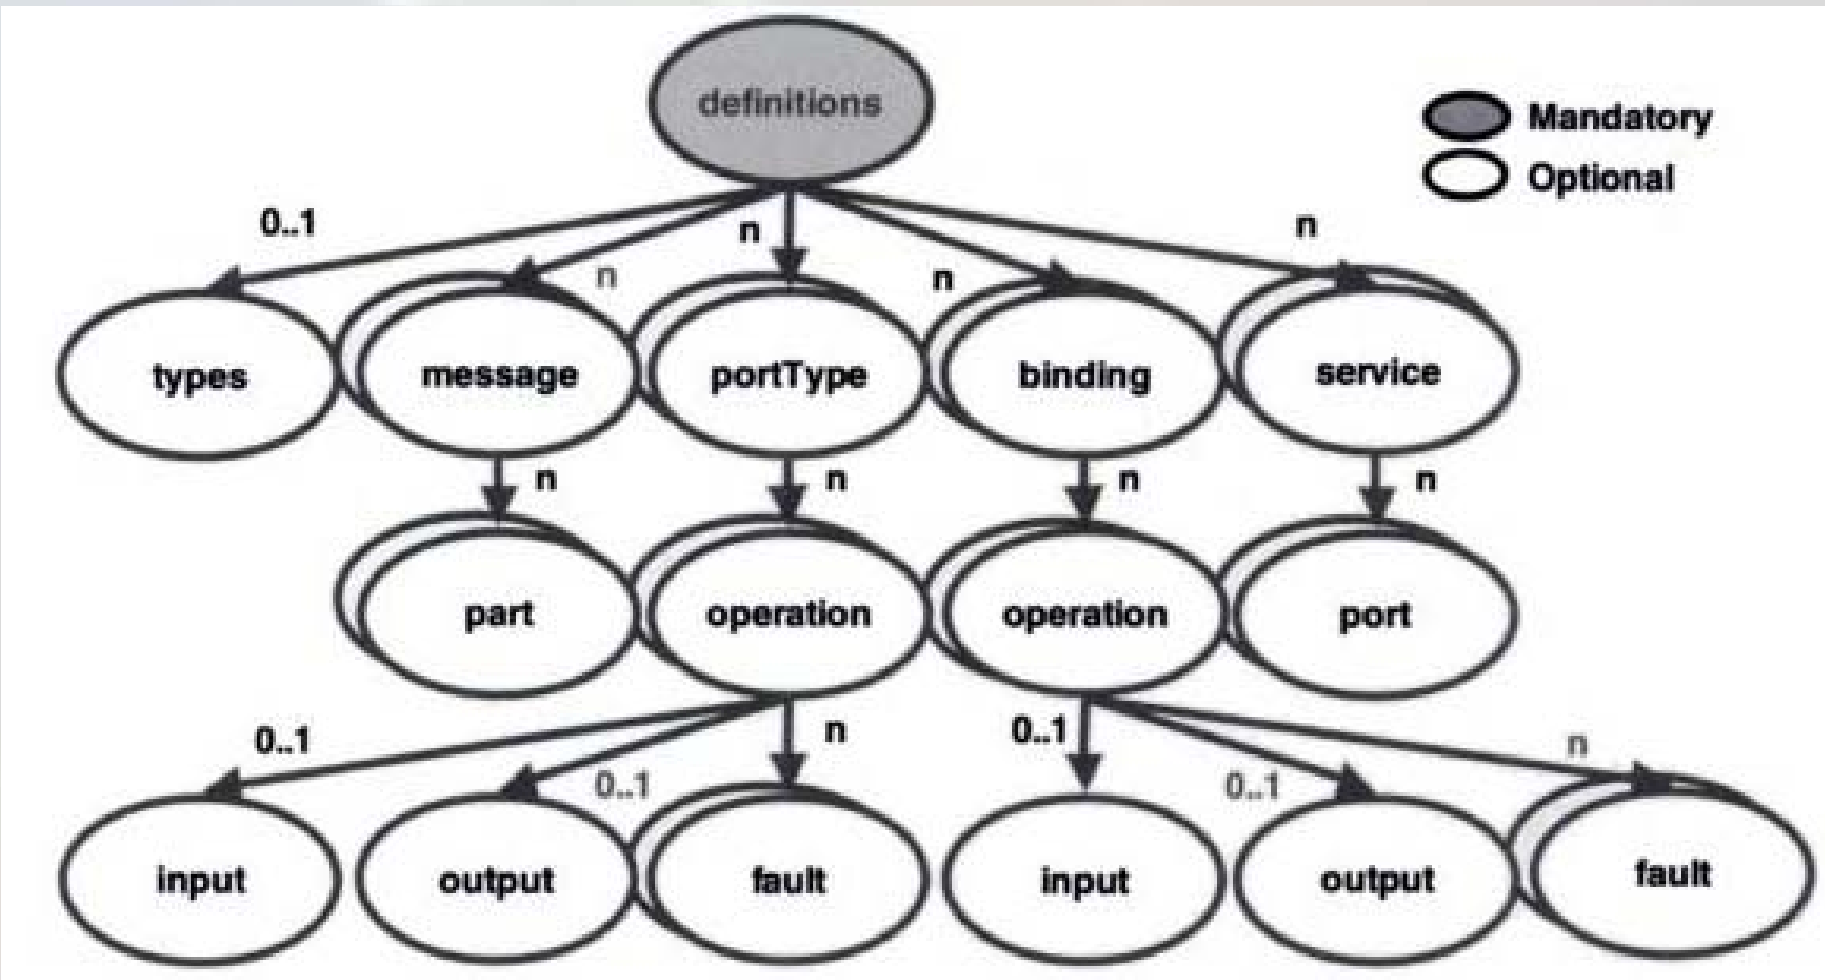 definitions
Mandatory
Optional
0..1
n
n
n
n
types
message
portType
binding
service
n
n
n
n
part
operation
operation
port
0..1
0..1
n
0..1
0..1
n
input
output
fault
input
output
fault